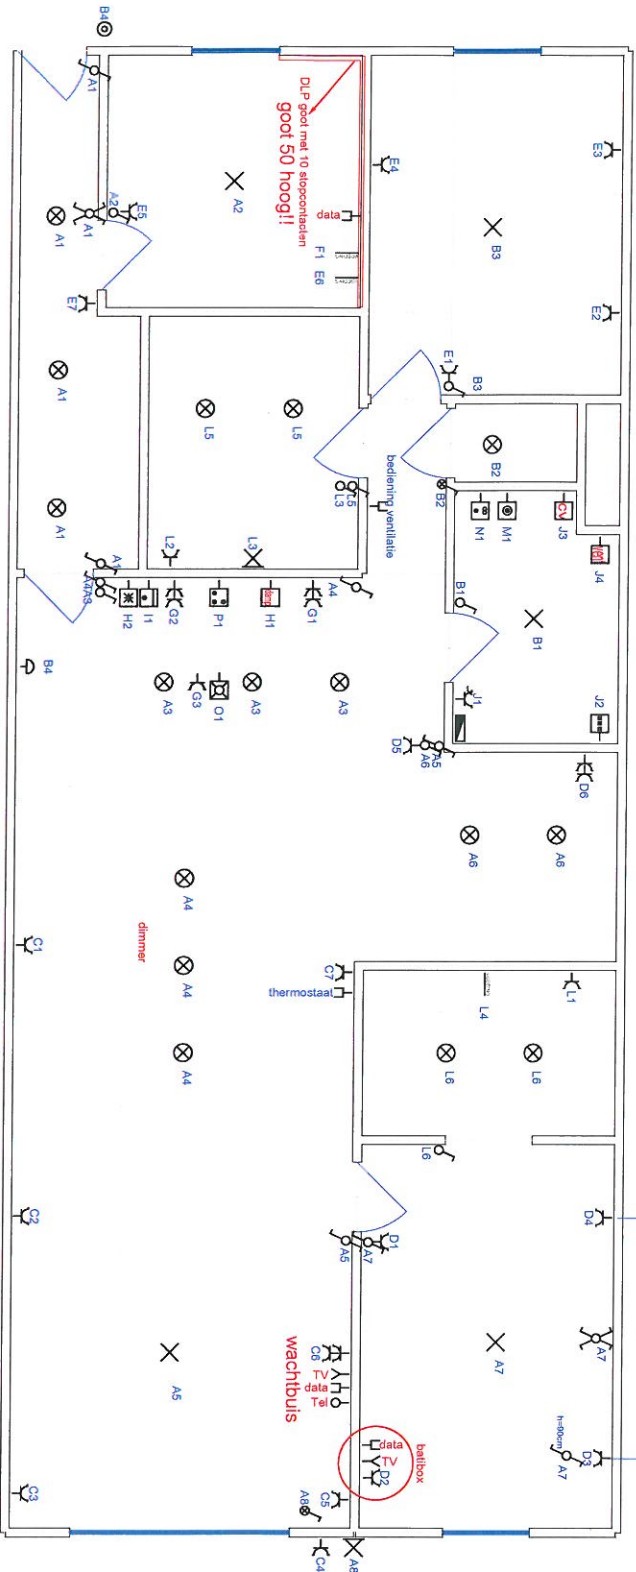 B4
A1
E3
DLP goot met 10 stopcontacten
goot 50 hoog!!
E4
A2
B3
data
A2
E5
A1
A1
F1
E6
E7
E2
E1
B3
A1
L5
L5
B2
bediening ventilatie
L5
L3
B2
A1
N1
M1
CV
J3
J4
L2
L3
A1
A4
A3
H2
I1
G2
P1
H1
G1
A4
B1
B1
B4
A3
G3
O1
A3
A3
J1
J2
D5
A6
A5
D6
A6
A6
A4
C1
dimmer
A4
C7
thermostaat
L4
L1
A4
L6
L6
L6
C2
A5
A7
D1
D4
wachtbuis
C6
TV
data
Tel
A5
A7
A7
h=90cm
A7
D3
batibox
data
TV
D2
C3
A8
C5
C4
A8